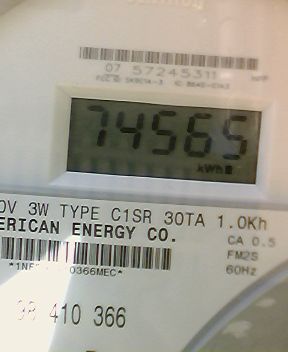 07 57245311
74565
kWh
0V 3W TYPE C1SR 30TA 1.0Kh
ERICAN ENERGY CO.
CA 0.5
FM2S
60Hz
0366MEC*
410 366